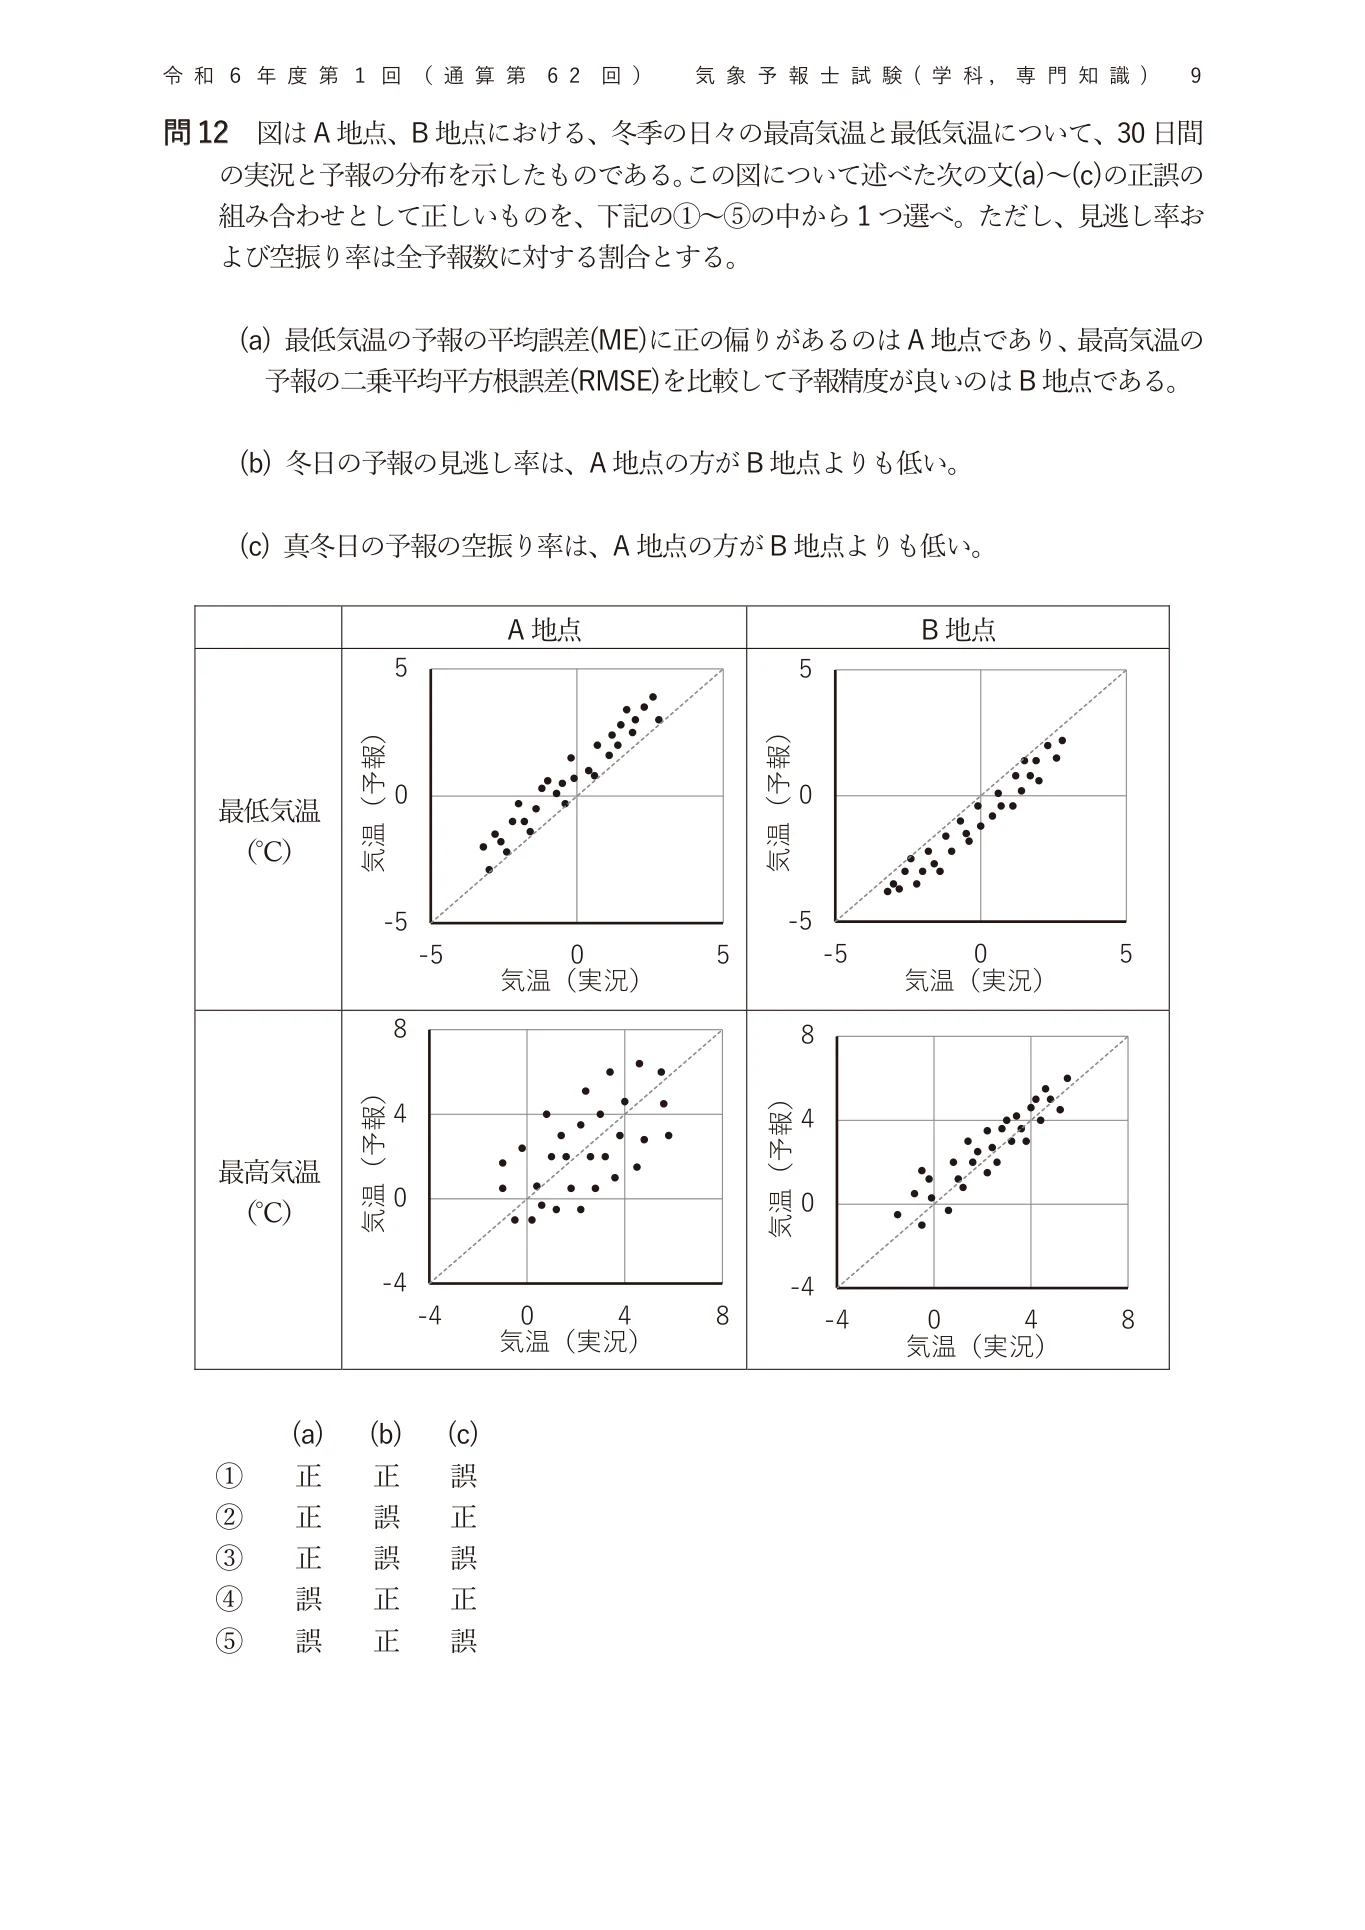 令和6年度第1回(通算第62回) 気象予報士試験(学科,専門知識) 9
問12 図はA地点、B地点における、冬季の日々の最高気温と最低気温について、30日間
の実況と予報の分布を示したものである。この図について述べた次の文(a)～(c)の正誤の
組み合わせとして正しいものを、下記の①～⑤の中から1つ選べ。ただし、見逃し率お
よび空振り率は全予報数に対する割合とする。
(a) 最低気温の予報の平均誤差(ME)に正の偏りがあるのはA地点であり、最高気温の
予報の二乗平均平方根誤差(RMSE)を比較して予報精度が良いのはB地点である。
(b) 冬日の予報の見逃し率は、A地点の方がB地点よりも低い。
(c) 真冬日の予報の空振り率は、A地点の方がB地点よりも低い。
A地点 B地点
最低気温
(℃)
気温（予報）
5
0
-5
-5 0 5
気温（実況）
気温（予報）
5
0
-5
-5 0 5
気温（実況）
最高気温
(℃)
気温（予報）
8
4
0
-4
-4 0 4 8
気温（実況）
気温（予報）
8
4
0
-4
-4 0 4 8
気温（実況）
(a) (b) (c)
① 正 正 誤
② 正 誤 正
③ 正 誤 誤
④ 誤 正 正
⑤ 誤 正 誤